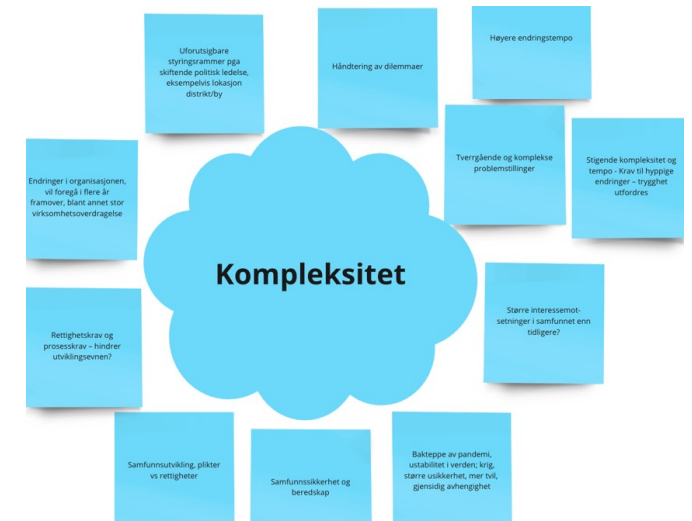 Uforutsigbare
styringsrammer pga
skiftende politisk ledelse,
eksempelvis lokasjon
distrikt/by
Håndtering av dilemmaer
Høyere endringstempo
Tverrgående og komplekse
problemstillinger
Stigende kompleksitet og
tempo - Krav til hyppige
endringer – trygghet
utfordres
Endringer i organisasjonen,
vil foregå i flere år
framover, blant annet stor
virksomhetsoverdragelse
Kompleksitet
Større interessemot-
setninger i samfunnet enn
tidligere?
Rettighetskrav og
prosesskrav – hindrer
utviklingsevnen?
Samfunnsutvikling, plikter
vs rettigheter
Samfunnssikkerhet og
beredskap
Bakteppe av pandemi,
ustabilitet i verden; krig,
større usikkerhet, mer tvil,
gjensidig avhengighet